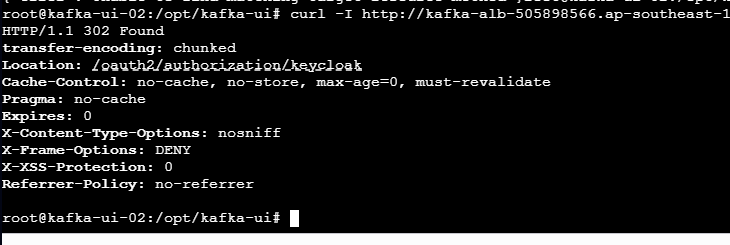 root@kafka-ui-02:/opt/kafka-ui# curl -I http://kafka-alb-505898566.ap-southeast-1
HTTP/1.1 302 Found
transfer-encoding: chunked
Location: /oauth2/authorization/keycloak
Cache-Control: no-cache, no-store, max-age=0, must-revalidate
Pragma: no-cache
Expires: 0
X-Content-Type-Options: nosniff
X-Frame-Options: DENY
X-XSS-Protection: 0
Referrer-Policy: no-referrer
root@kafka-ui-02:/opt/kafka-ui#